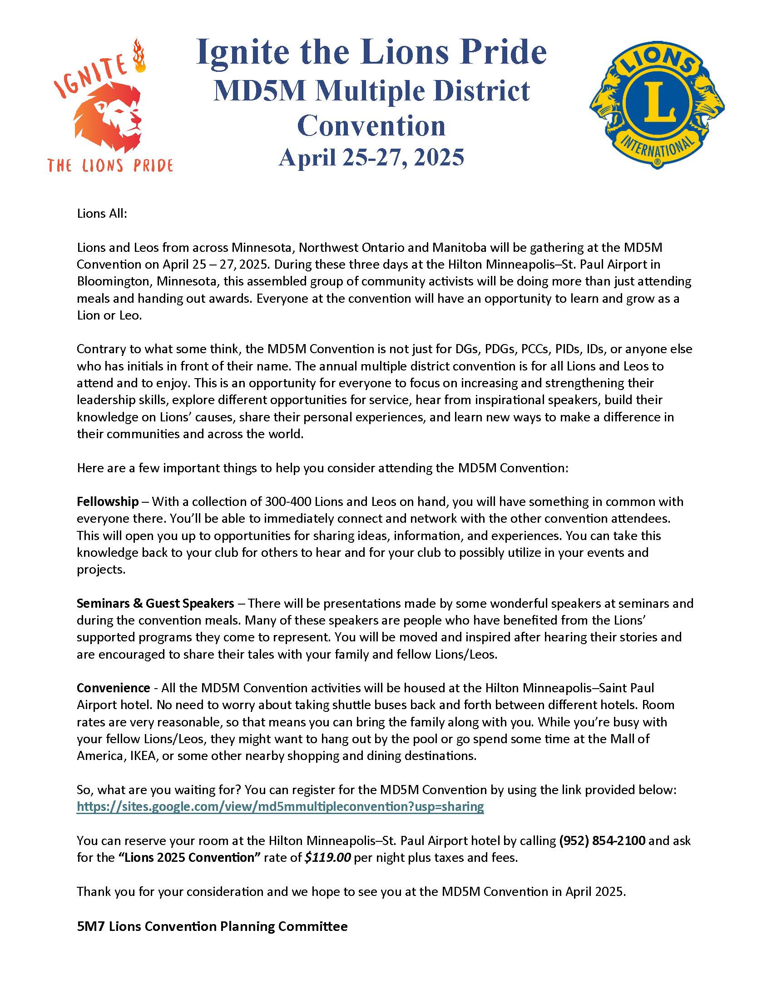 IGNITE
THE LIONS PRIDE
Ignite the Lions Pride
MD5M Multiple District
Convention
April 25-27, 2025
LIONS
L
INTERNATIONAL
®
Lions All:
Lions and Leos from across Minnesota, Northwest Ontario and Manitoba will be gathering at the MD5M
Convention on April 25 – 27, 2025. During these three days at the Hilton Minneapolis–St. Paul Airport in
Bloomington, Minnesota, this assembled group of community activists will be doing more than just attending
meals and handing out awards. Everyone at the convention will have an opportunity to learn and grow as a
Lion or Leo.
Contrary to what some think, the MD5M Convention is not just for DGs, PDGs, PCCs, PIDs, IDs, or anyone else
who has initials in front of their name. The annual multiple district convention is for all Lions and Leos to
attend and to enjoy. This is an opportunity for everyone to focus on increasing and strengthening their
leadership skills, explore different opportunities for service, hear from inspirational speakers, build their
knowledge on Lions’ causes, share their personal experiences, and learn new ways to make a difference in
their communities and across the world.
Here are a few important things to help you consider attending the MD5M Convention:
Fellowship – With a collection of 300-400 Lions and Leos on hand, you will have something in common with
everyone there. You’ll be able to immediately connect and network with the other convention attendees.
This will open you up to opportunities for sharing ideas, information, and experiences. You can take this
knowledge back to your club for others to hear and for your club to possibly utilize in your events and
projects.
Seminars & Guest Speakers – There will be presentations made by some wonderful speakers at seminars and
during the convention meals. Many of these speakers are people who have benefited from the Lions’
supported programs they come to represent. You will be moved and inspired after hearing their stories and
are encouraged to share their tales with your family and fellow Lions/Leos.
Convenience - All the MD5M Convention activities will be housed at the Hilton Minneapolis–Saint Paul
Airport hotel. No need to worry about taking shuttle buses back and forth between different hotels. Room
rates are very reasonable, so that means you can bring the family along with you. While you’re busy with
your fellow Lions/Leos, they might want to hang out by the pool or go spend some time at the Mall of
America, IKEA, or some other nearby shopping and dining destinations.
So, what are you waiting for? You can register for the MD5M Convention by using the link provided below:
https://sites.google.com/view/md5mmultipleconvention?usp=sharing
You can reserve your room at the Hilton Minneapolis–St. Paul Airport hotel by calling (952) 854-2100 and ask
for the “Lions 2025 Convention” rate of $119.00 per night plus taxes and fees.
Thank you for your consideration and we hope to see you at the MD5M Convention in April 2025.
5M7 Lions Convention Planning Committee